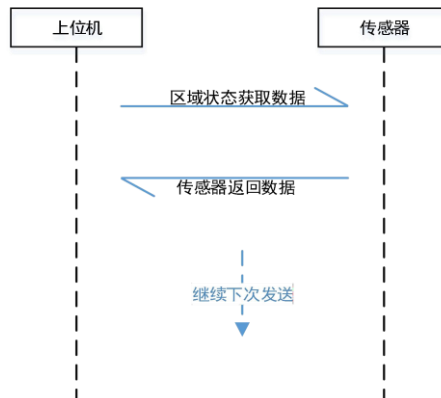 上位机
传感器
区域状态获取数据
传感器返回数据
继续下次发送